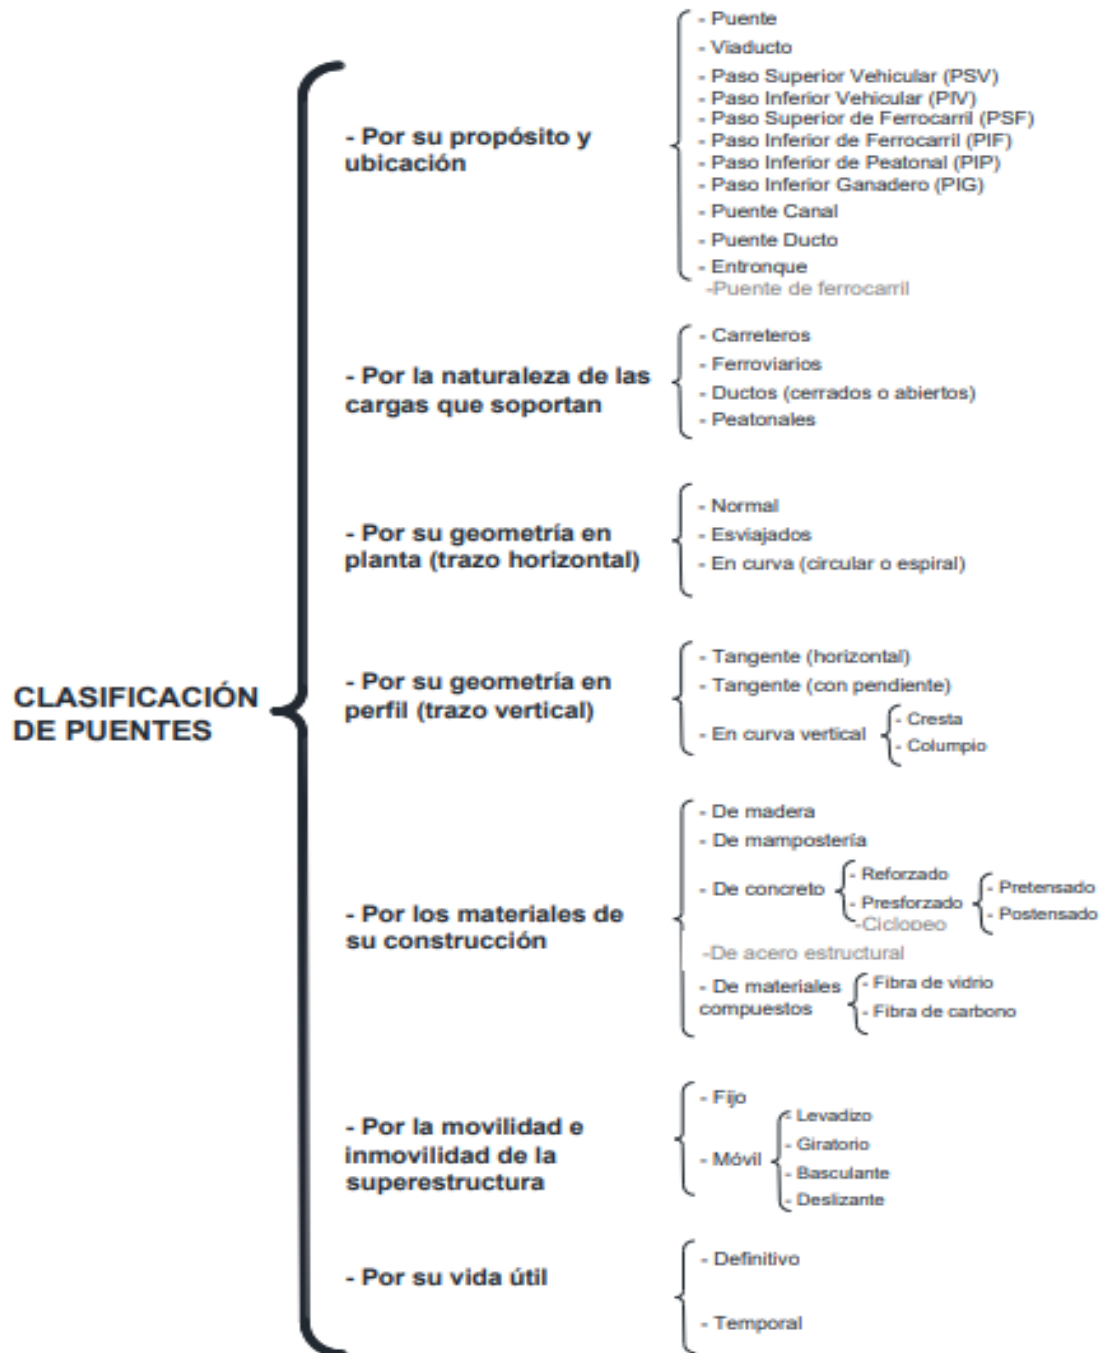 CLASIFICACIÓN
DE PUENTES
- Por su propósito y
ubicación
- Puente
- Viaducto
- Paso Superior Vehicular (PSV)
- Paso Inferior Vehicular (PIV)
- Paso Superior de Ferrocarril (PSF)
- Paso Inferior de Ferrocarril (PIF)
- Paso Inferior de Peatonal (PIP)
- Paso Inferior Ganadero (PIG)
- Puente Canal
- Puente Ducto
- Entronque
-Puente de ferrocarril
- Por la naturaleza de las
cargas que soportan
- Carreteros
- Ferroviarios
- Ductos (cerrados o abiertos)
- Peatonales
- Por su geometría en
planta (trazo horizontal)
- Normal
- Esviajados
- En curva (circular o espiral)
- Por su geometría en
perfil (trazo vertical)
- Tangente (horizontal)
- Tangente (con pendiente)
- En curva vertical
- Cresta
- Columpio
- Por los materiales de
su construcción
- De madera
- De mampostería
- De concreto
- Reforzado
- Presforzado
- Pretensado
- Postensado
-Ciclopeo
-De acero estructural
- De materiales
compuestos
- Fibra de vidrio
- Fibra de carbono
- Por la movilidad e
inmovilidad de la
superestructura
- Fijo
- Móvil
- Levadizo
- Giratorio
- Basculante
- Deslizante
- Por su vida útil
- Definitivo
- Temporal